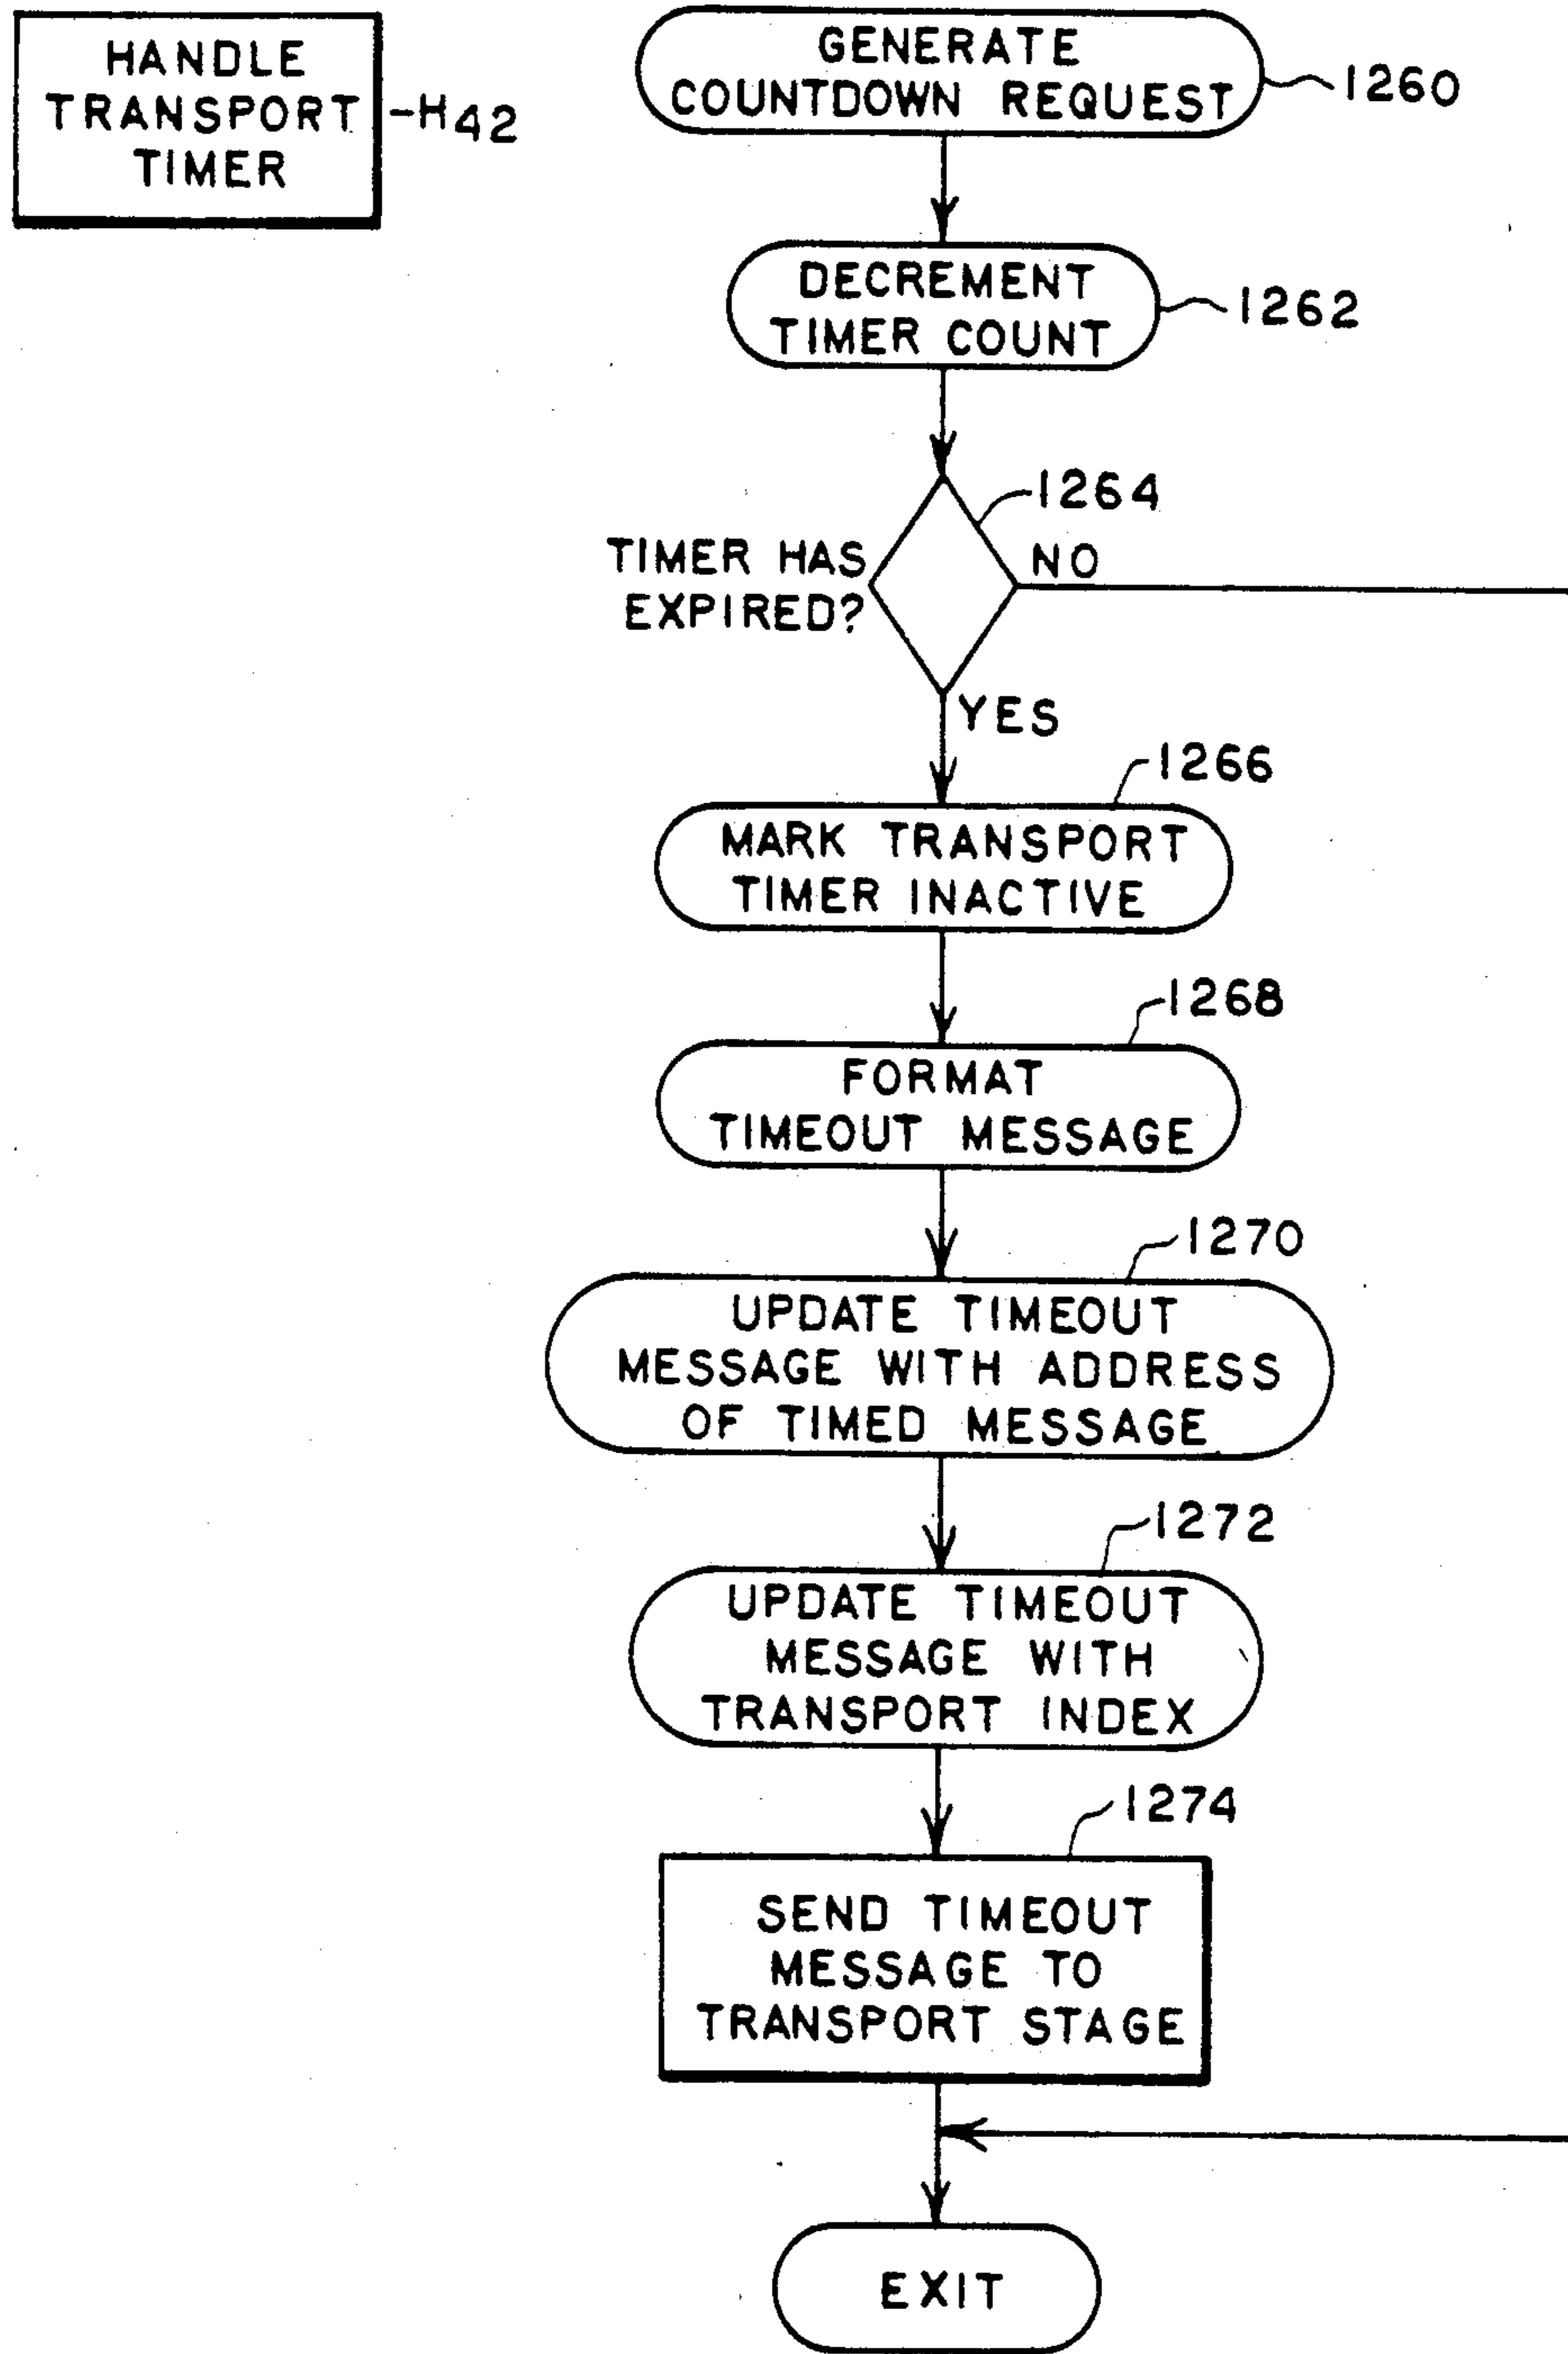 HANDLE
TRANSPORT
TIMER
-H42
GENERATE
COUNTDOWN REQUEST
1260
DECREMENT
TIMER COUNT
1262
1264
TIMER HAS
EXPIRED?
NO
YES
1266
MARK TRANSPORT
TIMER INACTIVE
1268
FORMAT
TIMEOUT MESSAGE
1270
UPDATE TIMEOUT
MESSAGE WITH ADDRESS
OF TIMED MESSAGE
1272
UPDATE TIMEOUT
MESSAGE WITH
TRANSPORT INDEX
1274
SEND TIMEOUT
MESSAGE TO
TRANSPORT STAGE
EXIT